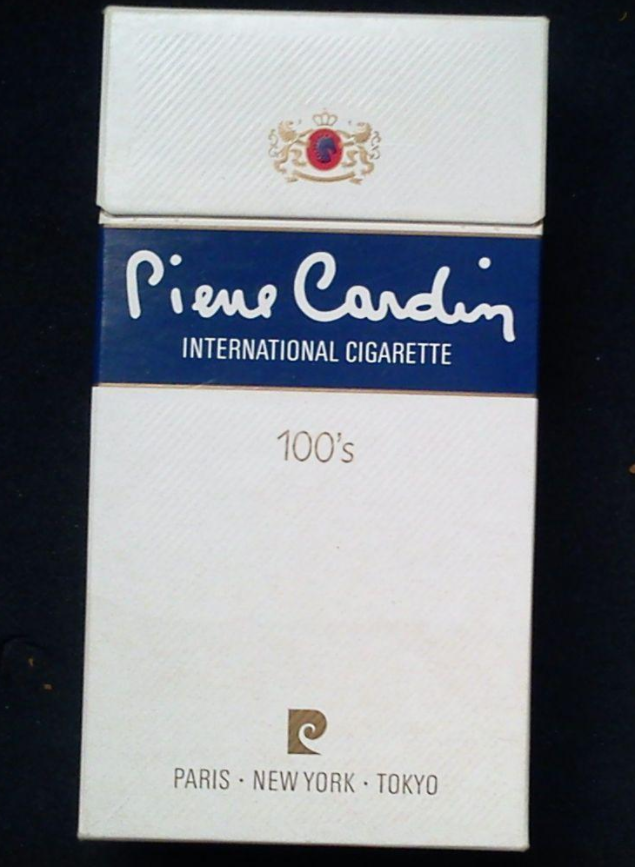 Pierre Cardin
INTERNATIONAL CIGARETTE
100's
PARIS · NEW YORK · TOKYO